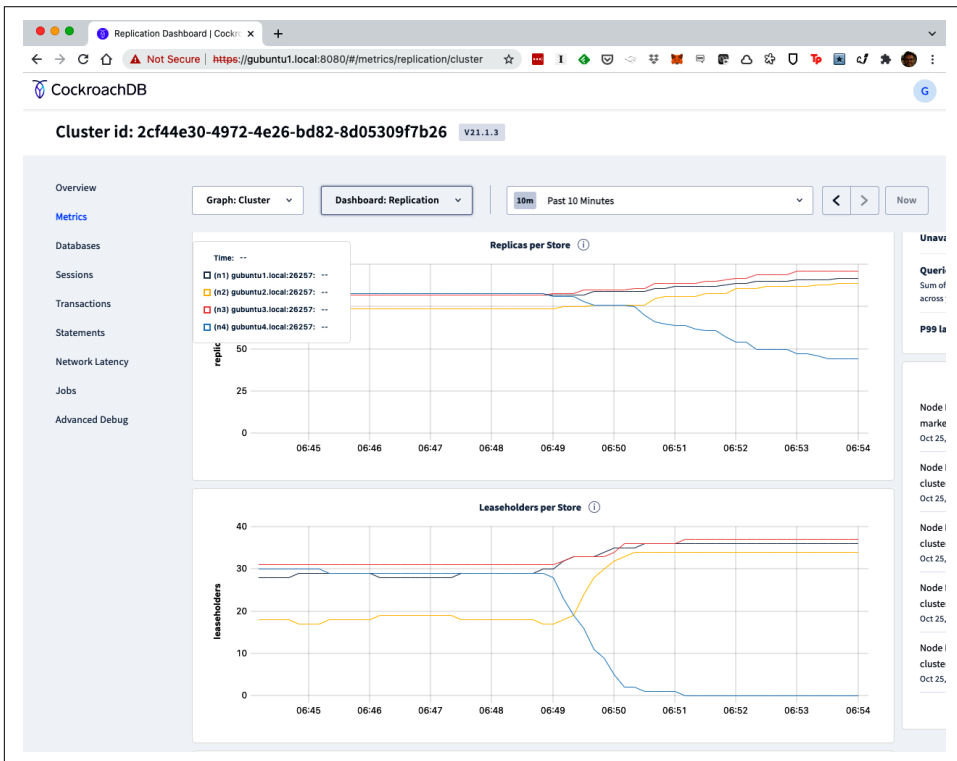 Replication Dashboard | Cockro
Not Secure | https://gubuntu1.local:8080/#/metrics/replication/cluster
CockroachDB
G
Cluster id: 2cf44e30-4972-4e26-bd82-8d05309f7b26 V21.1.3
Overview
Metrics
Databases
Sessions
Transactions
Statements
Network Latency
Jobs
Advanced Debug
Graph: Cluster
Dashboard: Replication
10m Past 10 Minutes
Now
Replicas per Store
Time: --
(n1) gubuntu1.local:26257: --
(n2) gubuntu2.local:26257: --
(n3) gubuntu3.local:26257: --
(n4) gubuntu4.local:26257: --
replic
50
25
0
06:45 06:46 06:47 06:48 06:49 06:50 06:51 06:52 06:53 06:54
Leaseholders per Store
leaseholders
40
30
20
10
0
06:45 06:46 06:47 06:48 06:49 06:50 06:51 06:52 06:53 06:54
Unava
Queri
Sum of
across
P99 la
Node
marke
Oct 25,
Node
cluste
Oct 25,
Node
cluste
Oct 25,
Node
cluste
Oct 25,
Node
cluste
Oct 25,